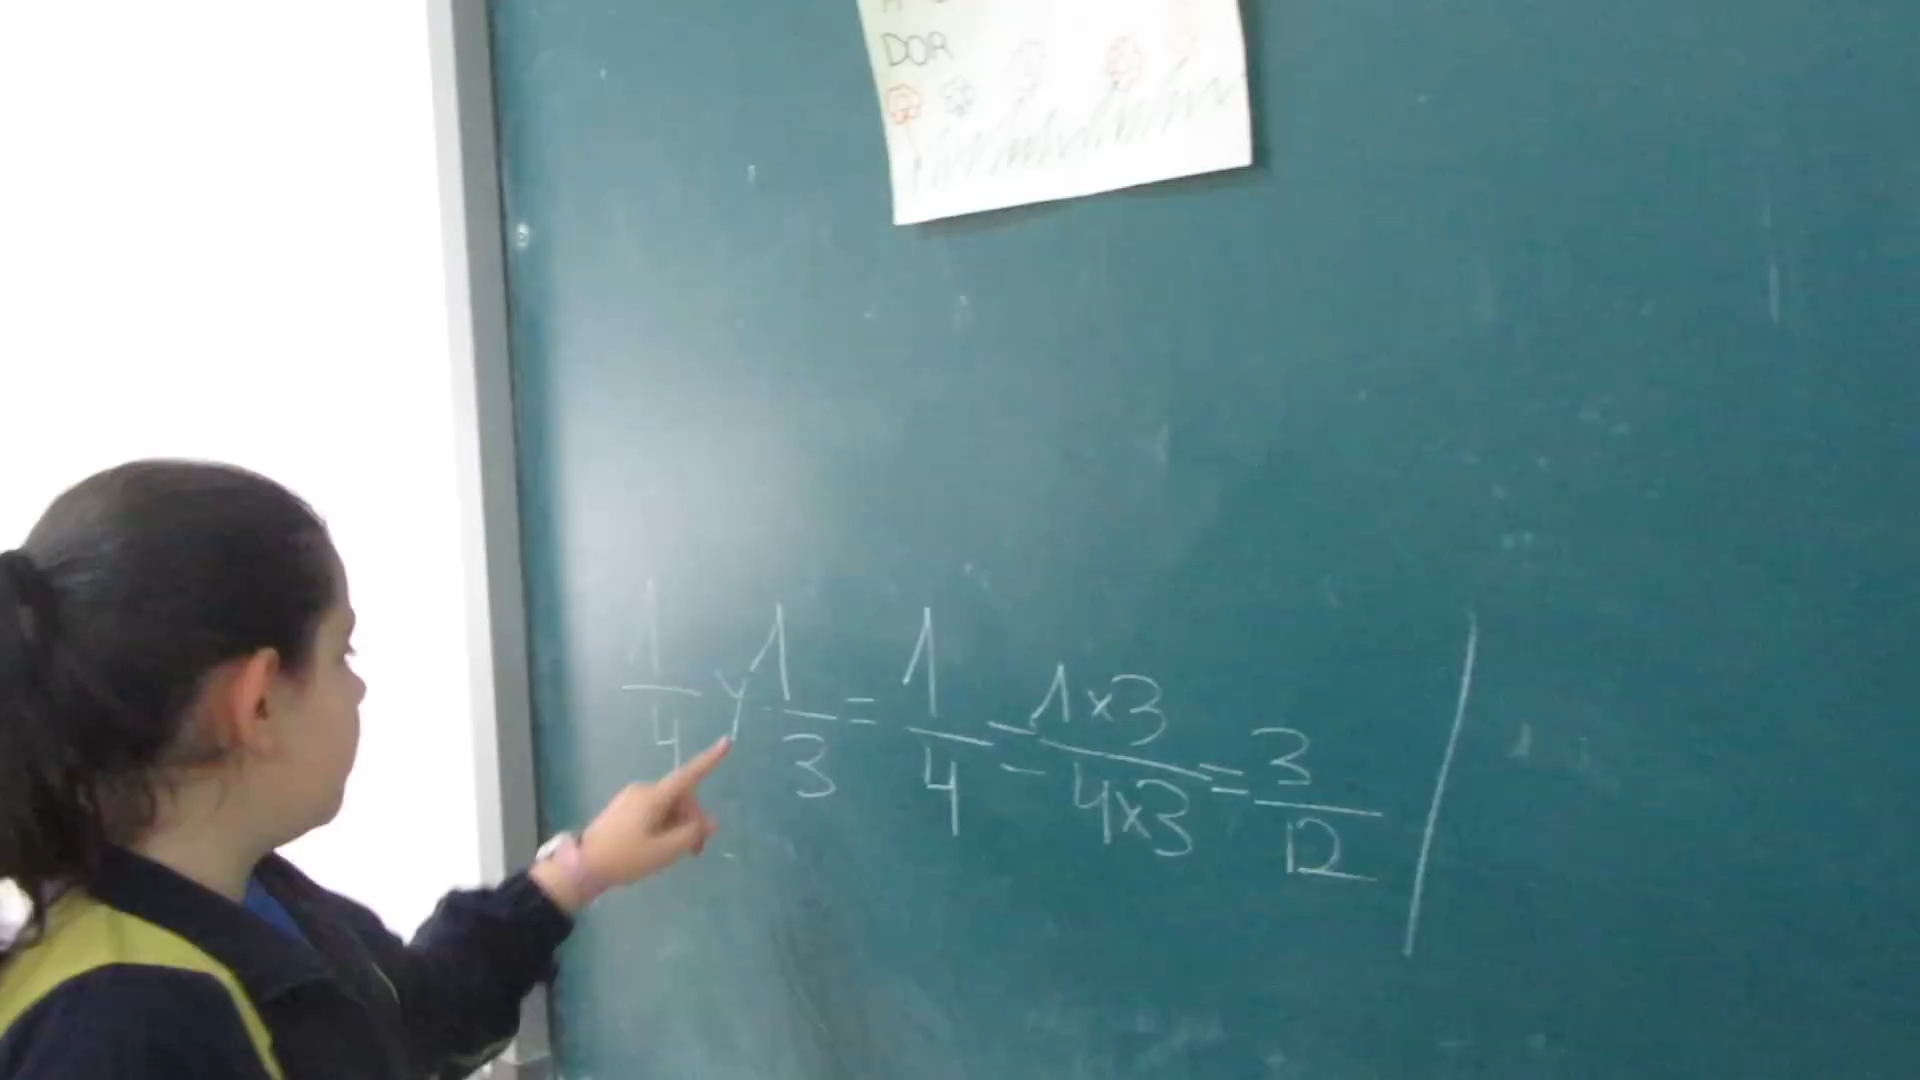 DOR
1/4 y 1/3 = 1/4 = 1x3/4x3 = 3/12